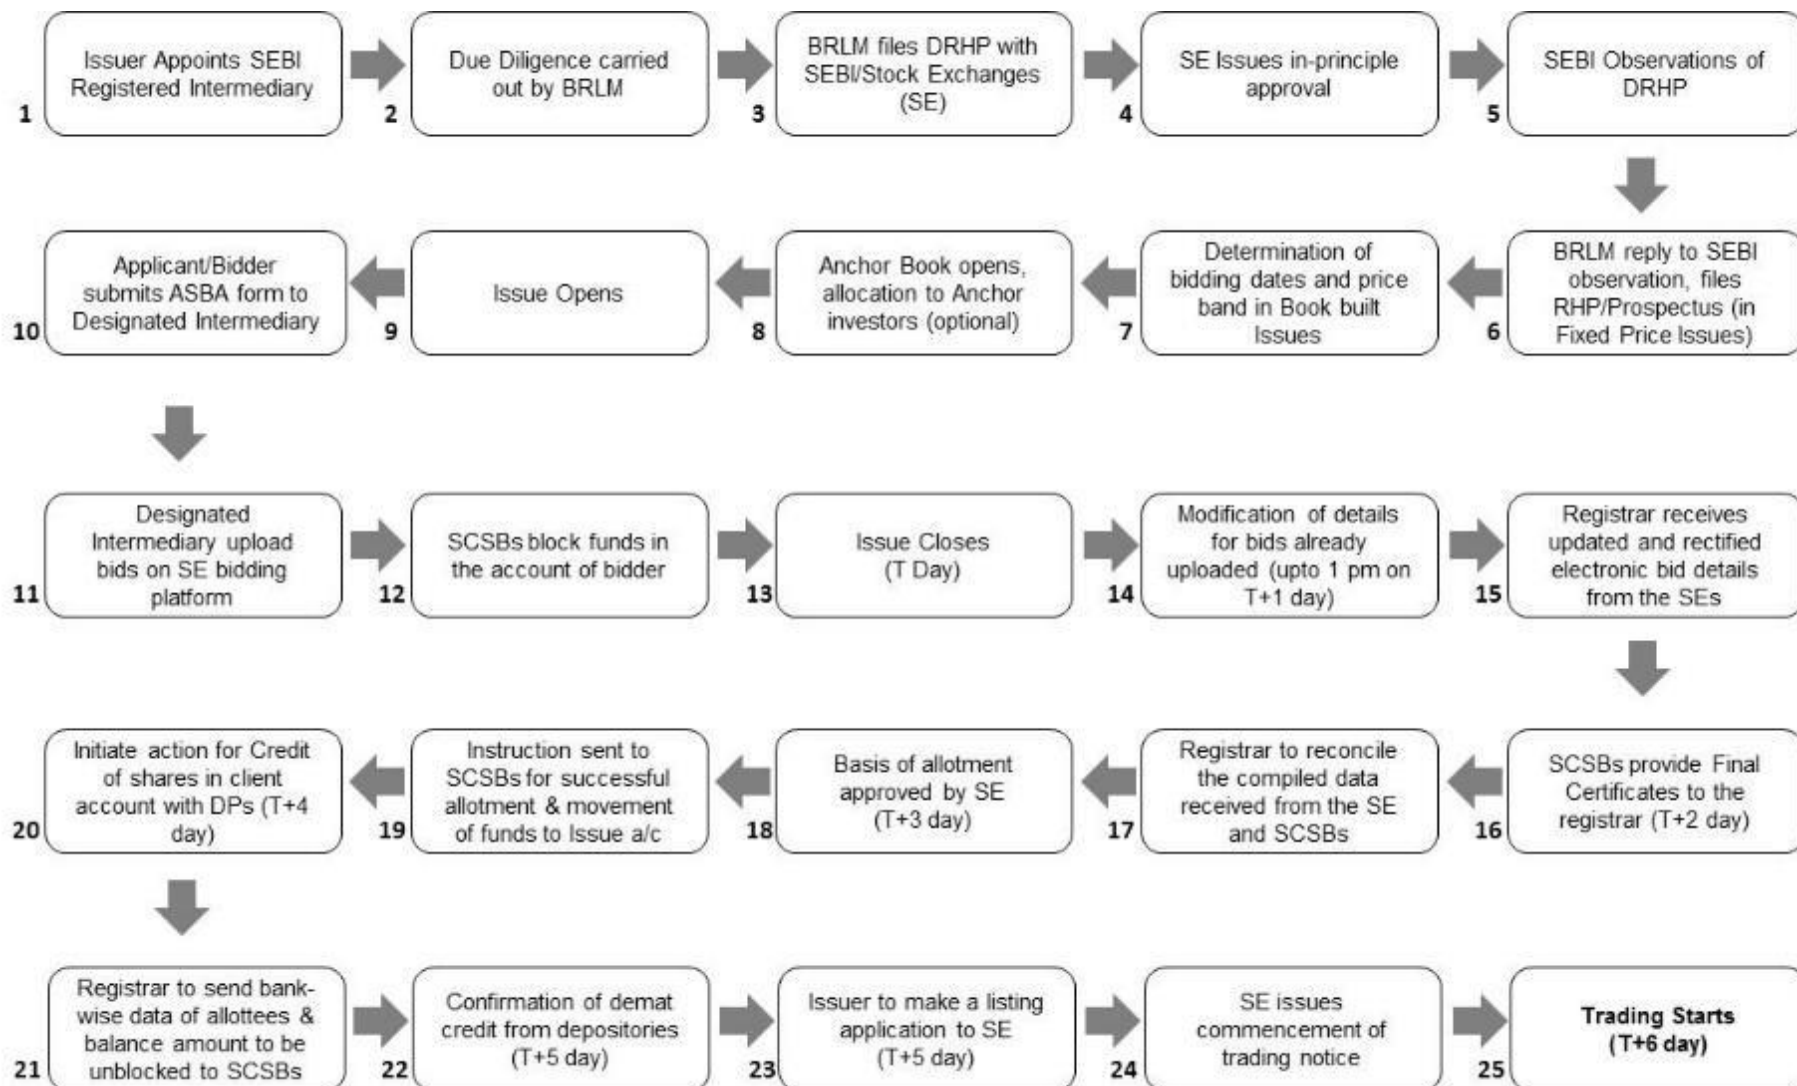 Issuer Appoints SEBI
Registered Intermediary
1
Due Diligence carried
out by BRLM
2
BRLM files DRHP with
SEBI/Stock Exchanges
(SE)
3
SE Issues in-principle
approval
4
SEBI Observations of
DRHP
5
BRLM reply to SEBI
observation, files
RHP/Prospectus (in
Fixed Price Issues)
6
Determination of
bidding dates and price
band in Book built
Issues
7
Anchor Book opens,
allocation to Anchor
investors (optional)
8
Issue Opens
9
Applicant/Bidder
submits ASBA form to
Designated Intermediary
10
Designated
Intermediary upload
bids on SE bidding
platform
11
SCSBs block funds in
the account of bidder
12
Issue Closes
(T Day)
13
Modification of details
for bids already
uploaded (upto 1 pm on
T+1 day)
14
Registrar receives
updated and rectified
electronic bid details
from the SEs
15
SCSBs provide Final
Certificates to the
registrar (T+2 day)
16
Registrar to reconcile
the compiled data
received from the SE
and SCSBs
17
Basis of allotment
approved by SE
(T+3 day)
18
Instruction sent to
SCSBs for successful
allotment & movement
of funds to Issue a/c
19
Initiate action for Credit
of shares in client
account with DPs (T+4
day)
20
Registrar to send bank-
wise data of allottees &
balance amount to be
unblocked to SCSBs
21
Confirmation of demat
credit from depositories
(T+5 day)
22
Issuer to make a listing
application to SE
(T+5 day)
23
SE issues
commencement of
trading notice
24
Trading Starts
(T+6 day)
25